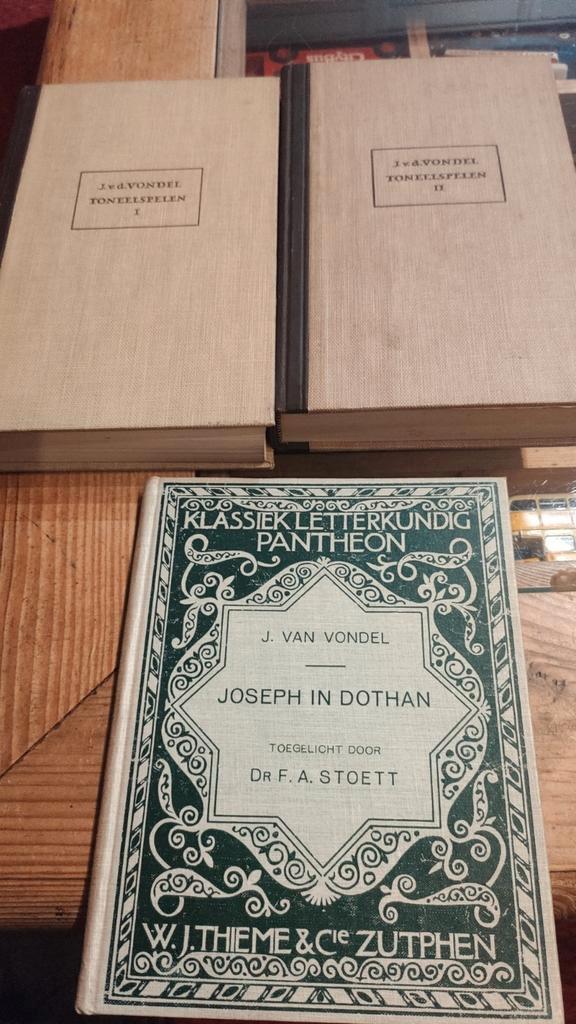 CityBus
J.v.d.VONDEL
TONEELSPELEN
I
J.v.d.VONDEL
TONEELSPELEN
II
KLASSIEK LETTERKUNDIG
PANTHEON
J. VAN VONDEL
JOSEPH IN DOTHAN
TOEGELICHT DOOR
DR F. A. STOETT
W. J. THIEME & CIE ZUTPHEN